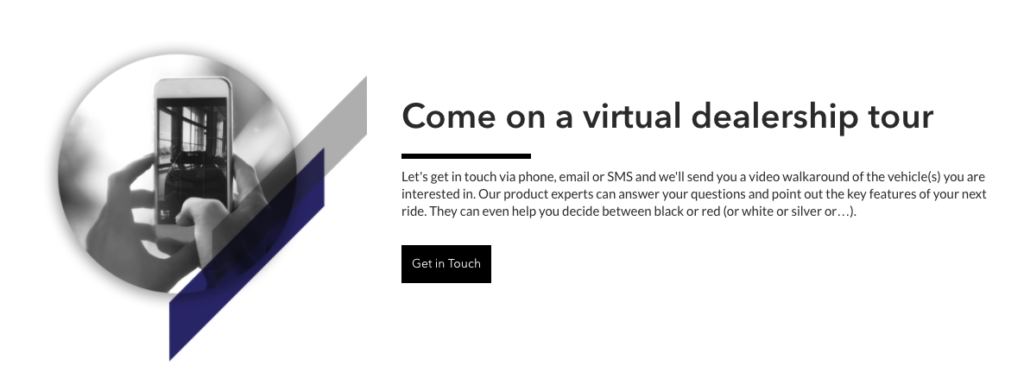 Come on a virtual dealership tour
Let's get in touch via phone, email or SMS and we'll send you a video walkaround of the vehicle(s) you are
interested in. Our product experts can answer your questions and point out the key features of your next
ride. They can even help you decide between black or red (or white or silver or…).
Get in Touch